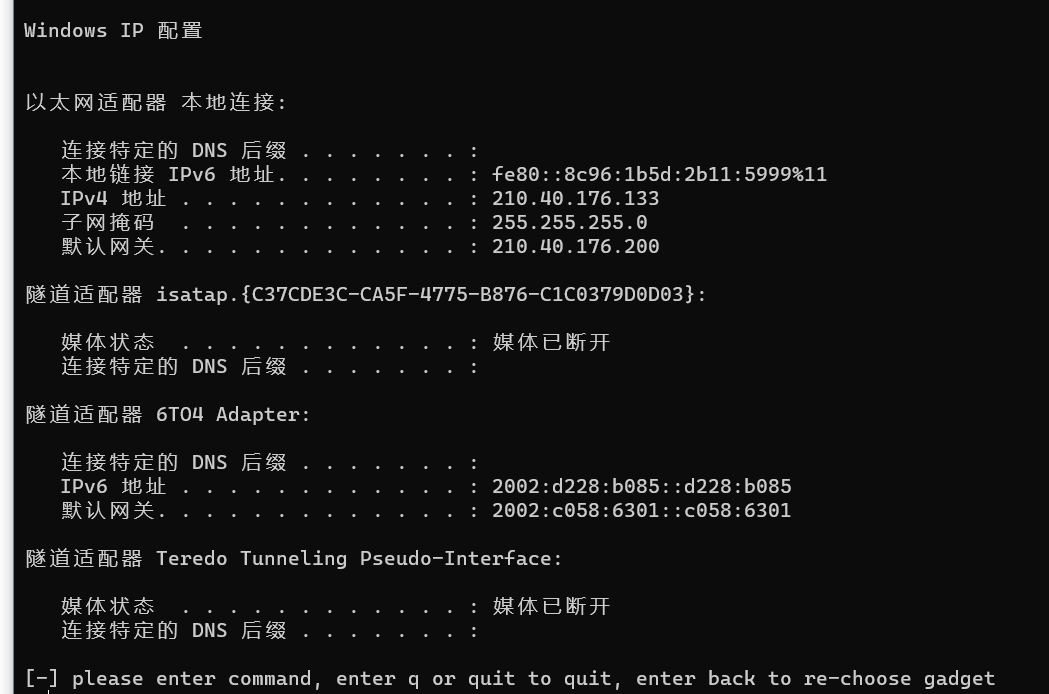 Windows IP 配置
以太网适配器 本地连接:
连接特定的 DNS 后缀 . . . . . . . :
本地链接 IPv6 地址. . . . . . . . : fe80::8c96:1b5d:2b11:5999%11
IPv4 地址 . . . . . . . . . . . . : 210.40.176.133
子网掩码  . . . . . . . . . . . . : 255.255.255.0
默认网关. . . . . . . . . . . . . : 210.40.176.200
隧道适配器 isatap.{C37CDE3C-CA5F-4775-B876-C1C0379D0D03}:
媒体状态  . . . . . . . . . . . . : 媒体已断开
连接特定的 DNS 后缀 . . . . . . . :
隧道适配器 6TO4 Adapter:
连接特定的 DNS 后缀 . . . . . . . :
IPv6 地址 . . . . . . . . . . . . : 2002:d228:b085::d228:b085
默认网关. . . . . . . . . . . . . : 2002:c058:6301::c058:6301
隧道适配器 Teredo Tunneling Pseudo-Interface:
媒体状态  . . . . . . . . . . . . : 媒体已断开
连接特定的 DNS 后缀 . . . . . . . :
[-] please enter command, enter q or quit to quit, enter back to re-choose gadget